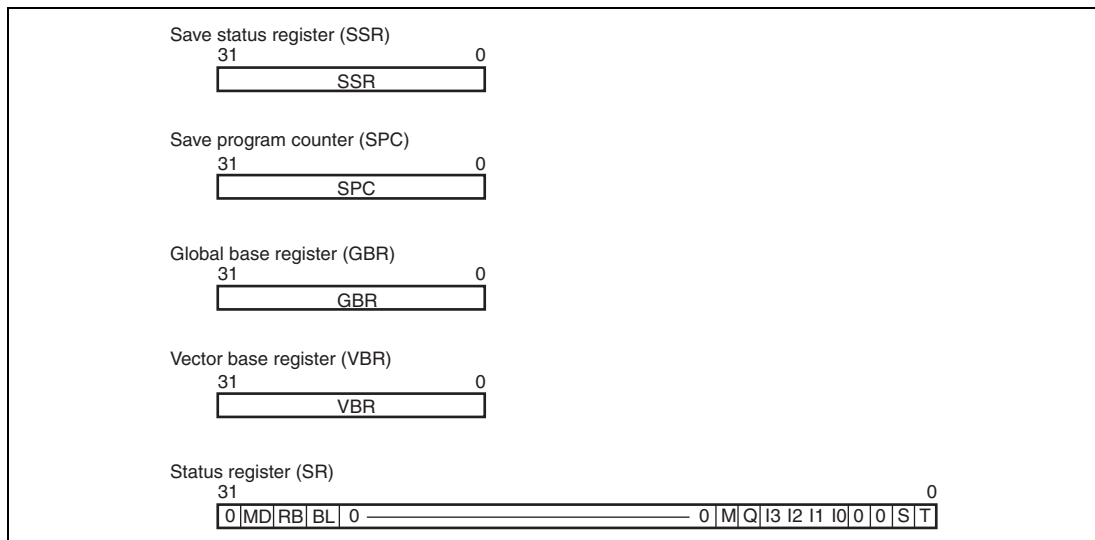 Save status register (SSR)
31 0
SSR
Save program counter (SPC)
31 0
SPC
Global base register (GBR)
31 0
GBR
Vector base register (VBR)
31 0
VBR
Status register (SR)
31 0
0 MD RB BL 0 0 M Q I3 I2 I1 I0 0 0 S T